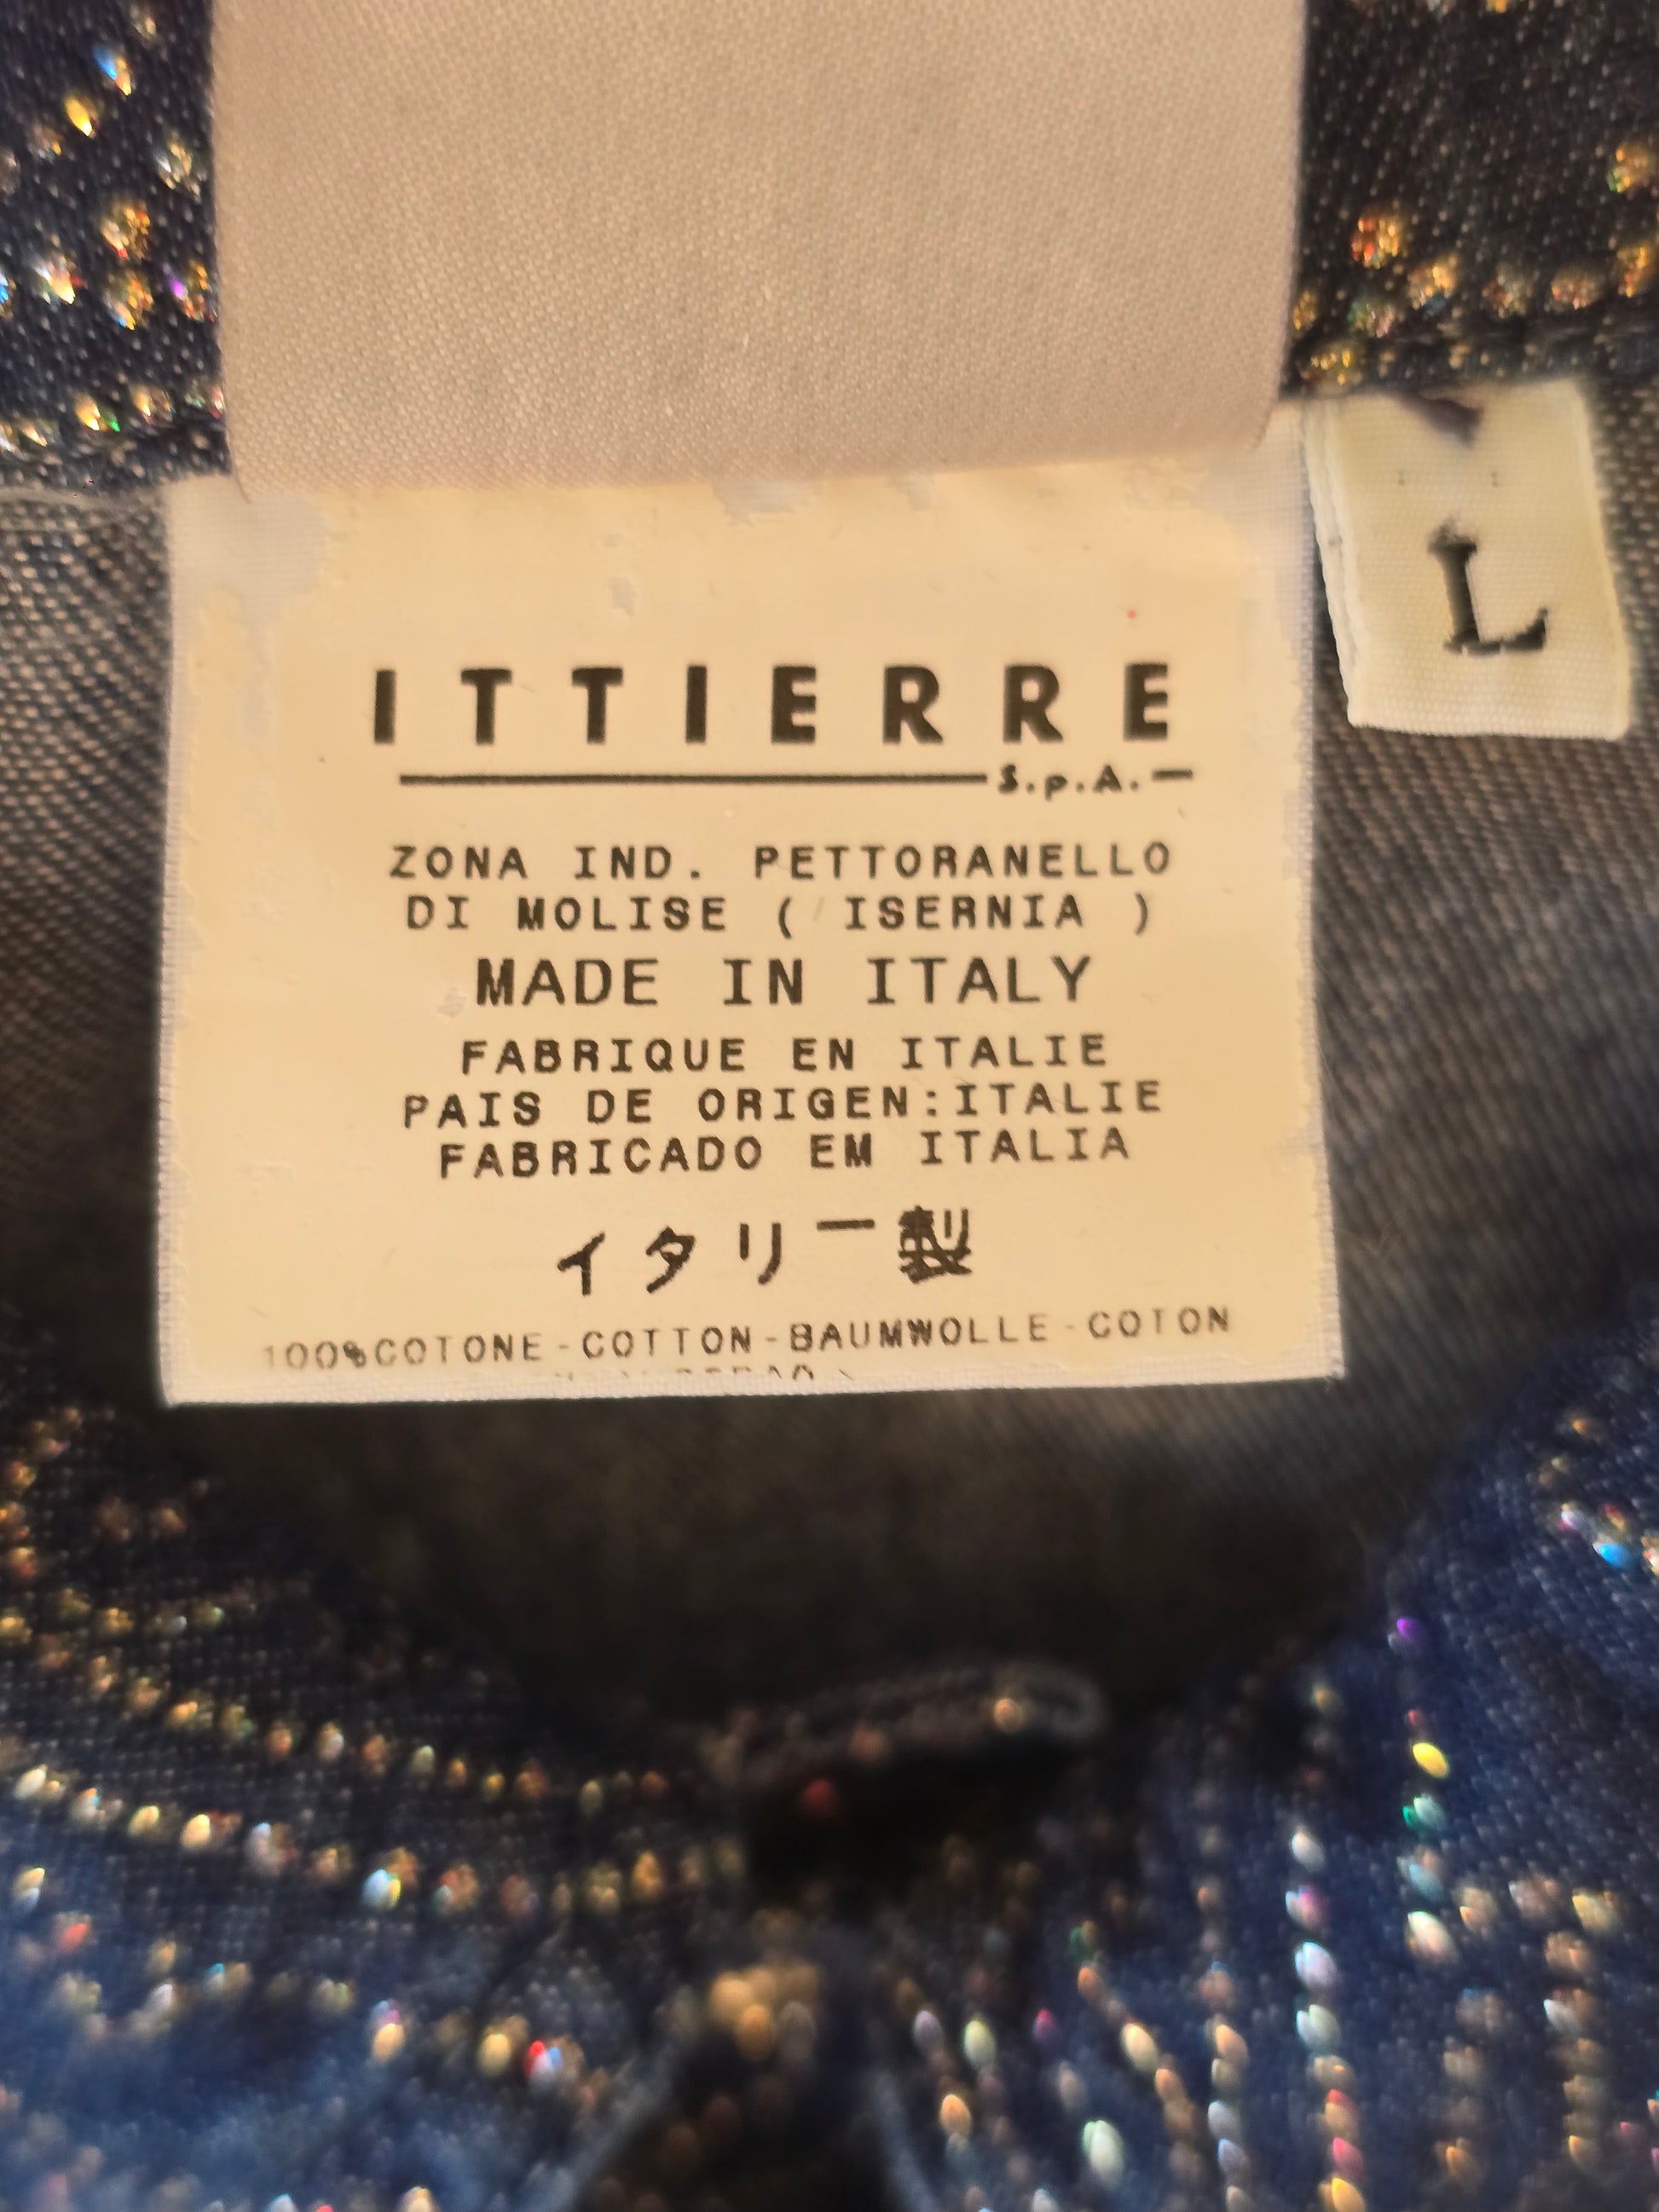 ITTIERRE
S.p.A.
ZONA IND. PETTORANELLO
DI MOLISE ( ISERNIA )
MADE IN ITALY
FABRIQUE EN ITALIE
PAIS DE ORIGEN:ITALIE
FABRICADO EM ITALIA
イタリー製
100%COTONE-COTTON-BAUMWOLLE-COTON
L